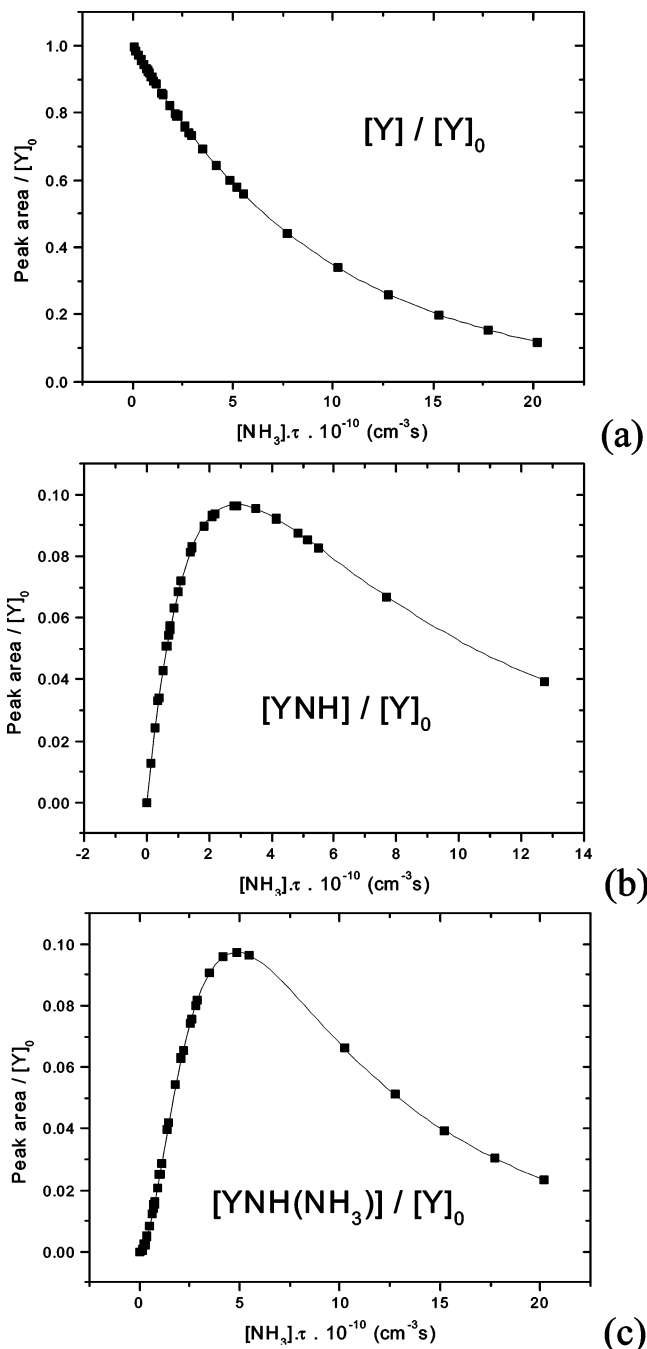 1.0
0.8
0.6
0.4
0.2
0.0
Peak area / [Y]₀
[Y] / [Y]₀
0 5 10 15 20
[NH₃].τ . 10⁻¹⁰ (cm⁻³s)
(a)
0.10
0.08
0.06
0.04
0.02
0.00
Peak area / [Y]₀
[YNH] / [Y]₀
-2 0 2 4 6 8 10 12 14
[NH₃].τ . 10⁻¹⁰ (cm⁻³s)
(b)
0.10
0.08
0.06
0.04
0.02
0.00
Peak area / [Y]₀
[YNH(NH₃)] / [Y]₀
0 5 10 15 20
[NH₃].τ . 10⁻¹⁰ (cm⁻³s)
(c)